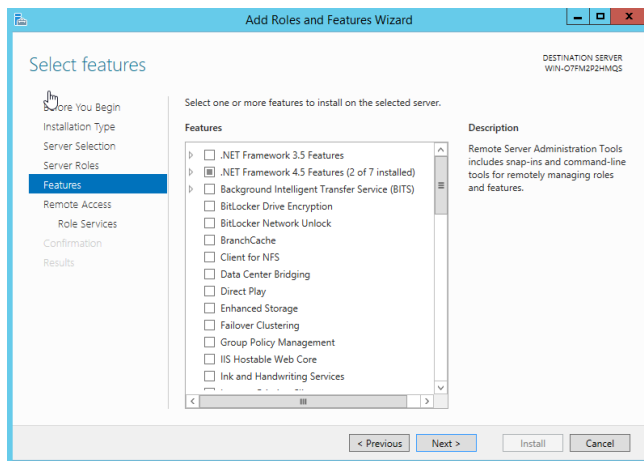 Add Roles and Features Wizard
Select features
DESTINATION SERVER
WIN-O7FM2P2HMQS
Before You Begin
Installation Type
Server Selection
Server Roles
Features
Remote Access
Role Services
Confirmation
Results
Select one or more features to install on the selected server.
Features
.NET Framework 3.5 Features
.NET Framework 4.5 Features (2 of 7 installed)
Background Intelligent Transfer Service (BITS)
BitLocker Drive Encryption
BitLocker Network Unlock
BranchCache
Client for NFS
Data Center Bridging
Direct Play
Enhanced Storage
Failover Clustering
Group Policy Management
IIS Hostable Web Core
Ink and Handwriting Services
Description
Remote Server Administration Tools
includes snap-ins and command-line
tools for remotely managing roles
and features.
< Previous
Next >
Install
Cancel